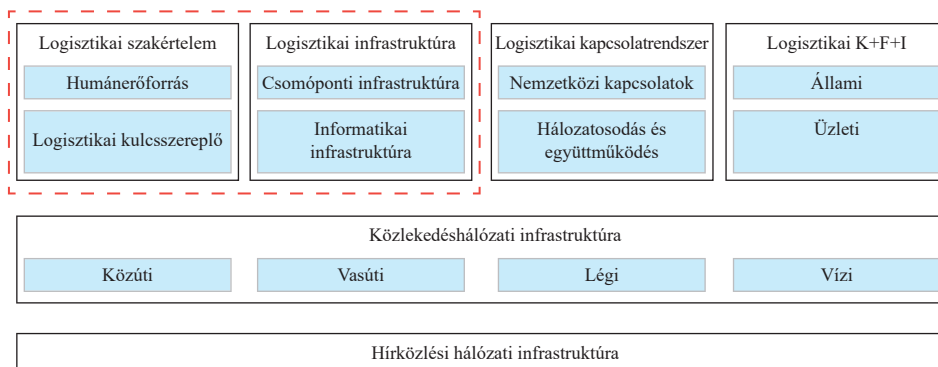 Logisztikai szakértelem
Humánerőforrás
Logisztikai kulcsszereplő
Logisztikai infrastruktúra
Csomóponti infrastruktúra
Informatikai
infrastruktúra
Logisztikai kapcsolatrendszer
Nemzetközi kapcsolatok
Hálózatosodás és
együttműködés
Logisztikai K+F+I
Állami
Üzleti
Közlekedéshálózati infrastruktúra
Közúti
Vasúti
Légi
Vízi
Hírközlési hálózati infrastruktúra